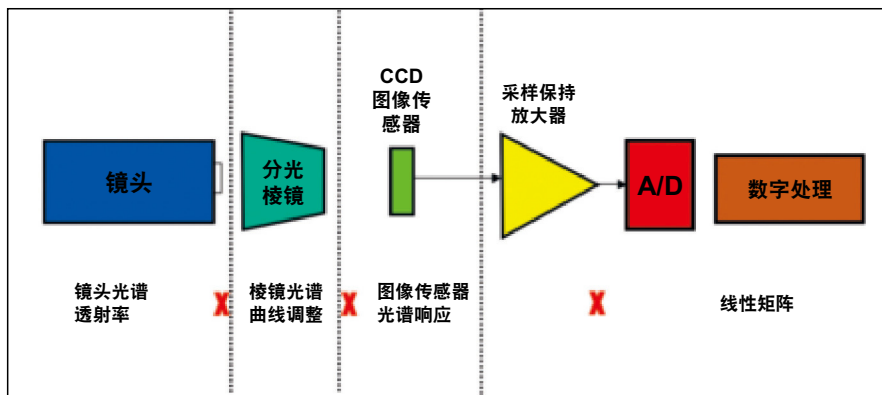 CCD
图像传
感器
采样保持
放大器
镜头
分光
棱镜
A/D
数字处理
镜头光谱
透射率
X
棱镜光谱
曲线调整
X
图像传感器
光谱响应
X
线性矩阵